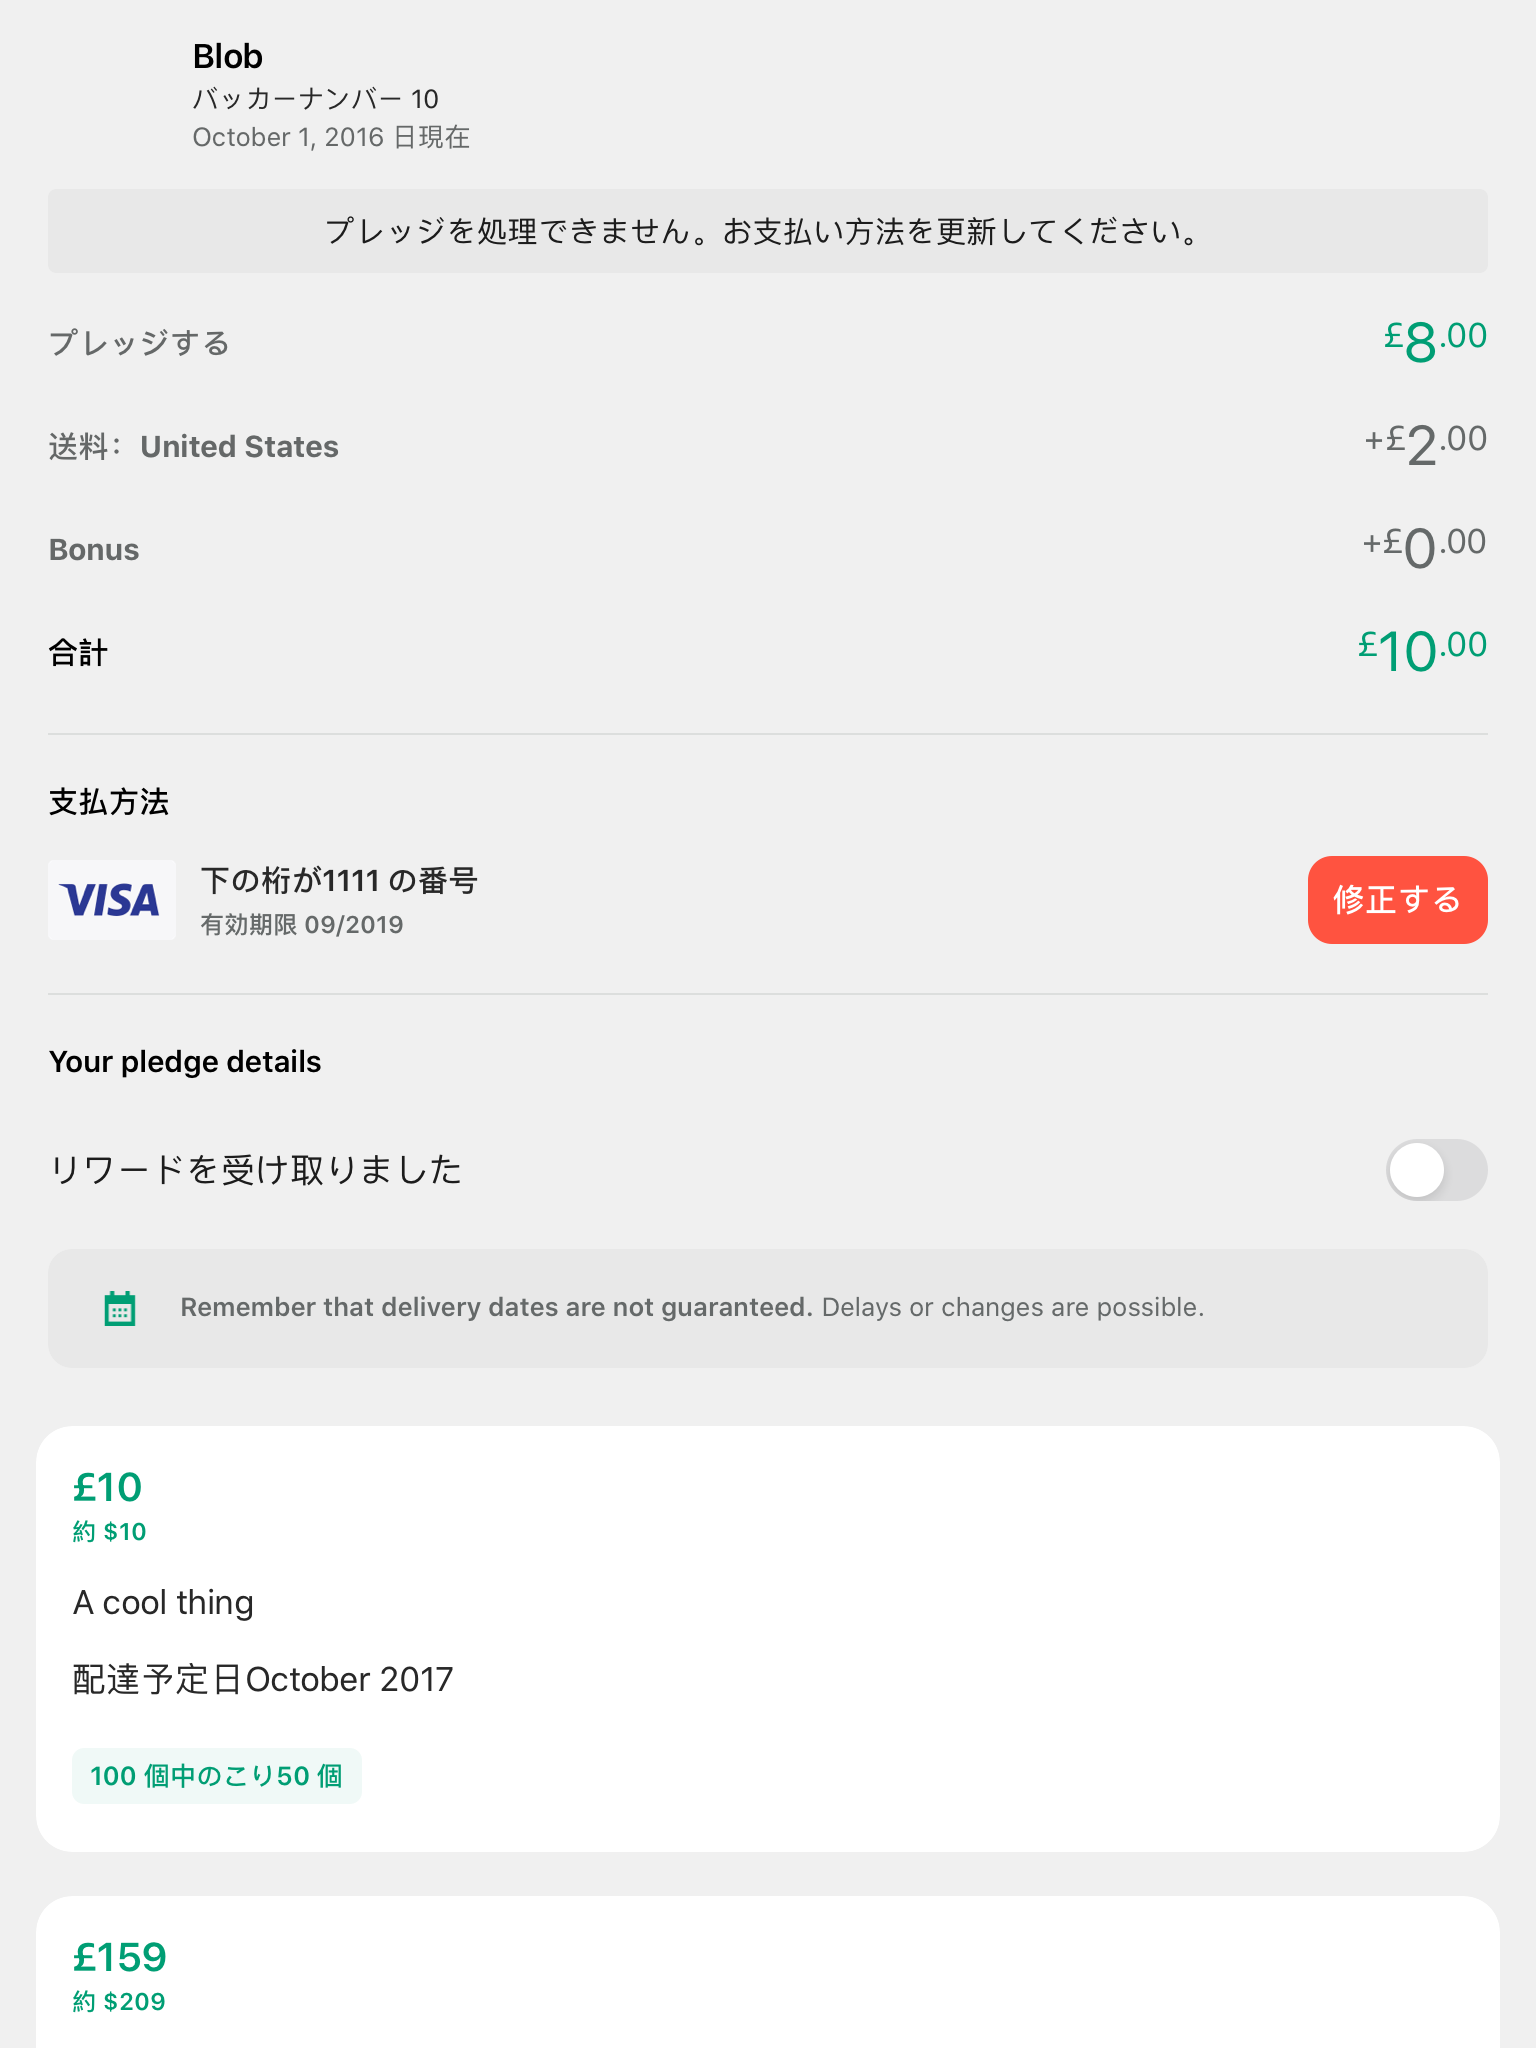 Blob
バッカーナンバー 10
October 1, 2016 日現在
プレッジを処理できません。お支払い方法を更新してください。
プレッジする £8.00
送料： United States +£2.00
Bonus +£0.00
合計 £10.00
支払方法
VISA
下の桁が1111 の番号
有効期限 09/2019
修正する
Your pledge details
リワードを受け取りました
Remember that delivery dates are not guaranteed. Delays or changes are possible.
£10
約 $10
A cool thing
配達予定日October 2017
100 個中のこり50 個
£159
約 $209